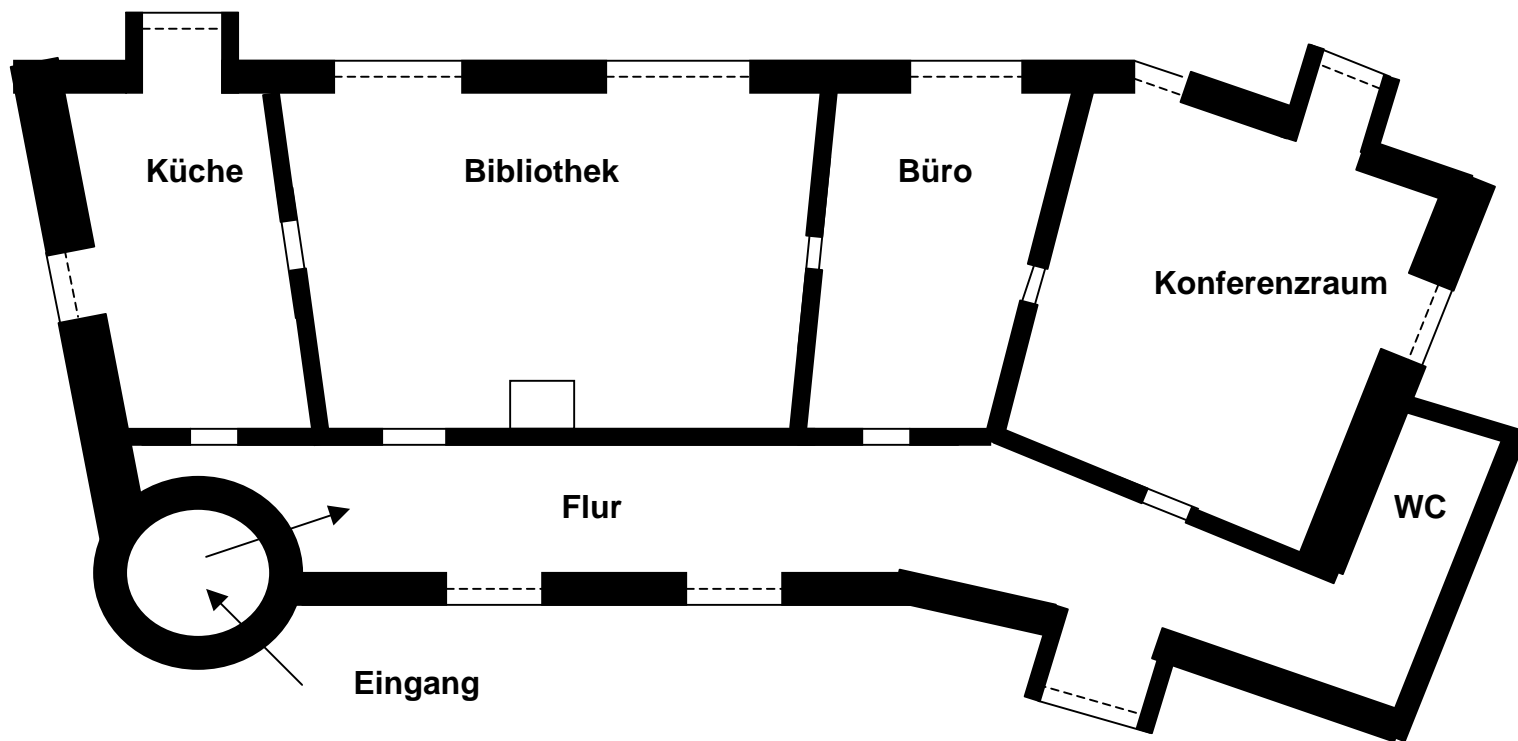 Küche
Bibliothek
Büro
Konferenzraum
Flur
WC
Eingang